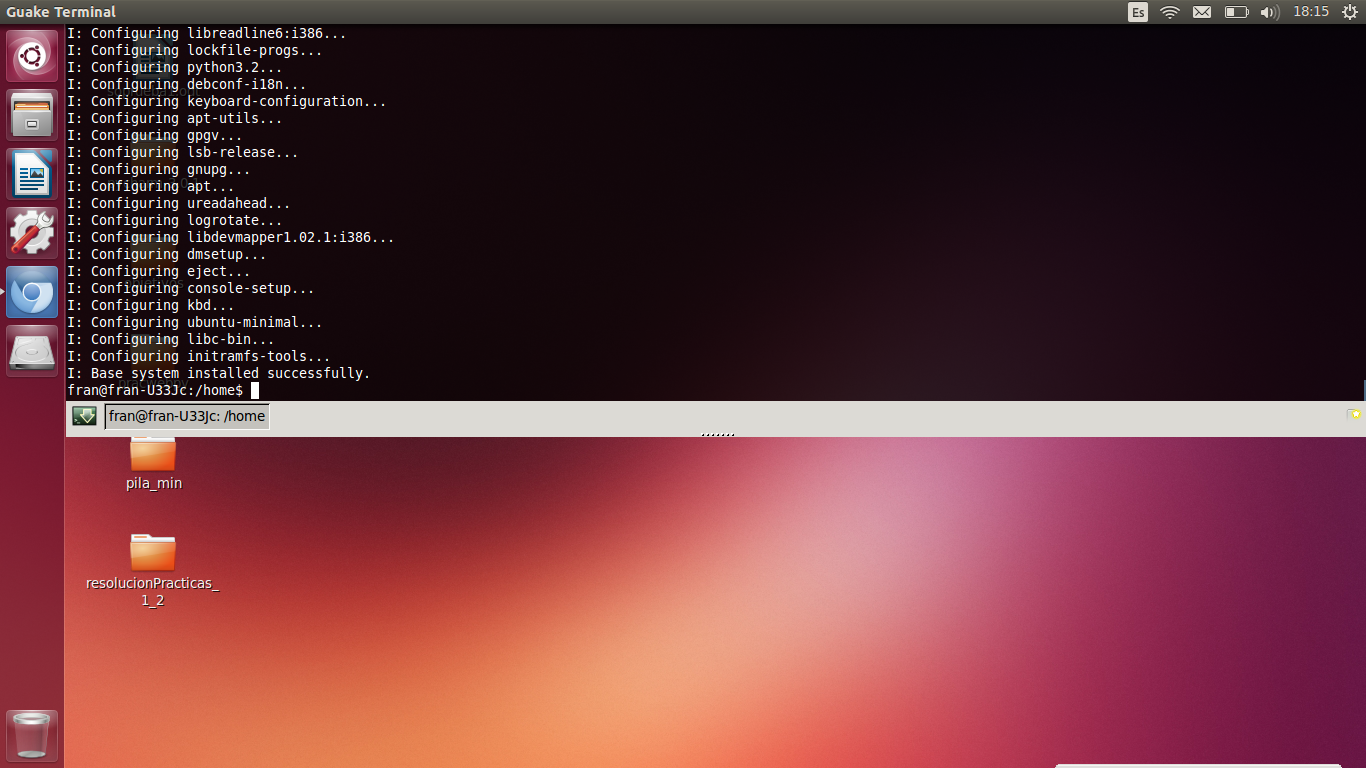 Guake Terminal
Es
18:15
I: Configuring libreadline6:i386...
I: Configuring lockfile-progs...
I: Configuring python3.2...
I: Configuring debconf-i18n...
I: Configuring keyboard-configuration...
I: Configuring apt-utils...
I: Configuring gpgv...
I: Configuring lsb-release...
I: Configuring gnupg...
I: Configuring apt...
I: Configuring ureadahead...
I: Configuring logrotate...
I: Configuring libdevmapper1.02.1:i386...
I: Configuring dmsetup...
I: Configuring eject...
I: Configuring console-setup...
I: Configuring kbd...
I: Configuring ubuntu-minimal...
I: Configuring libc-bin...
I: Configuring initramfs-tools...
I: Base system installed successfully.
fran@fran-U33Jc:/home$
fran@fran-U33Jc: /home
pila_min
resolucionPracticas_
1_2